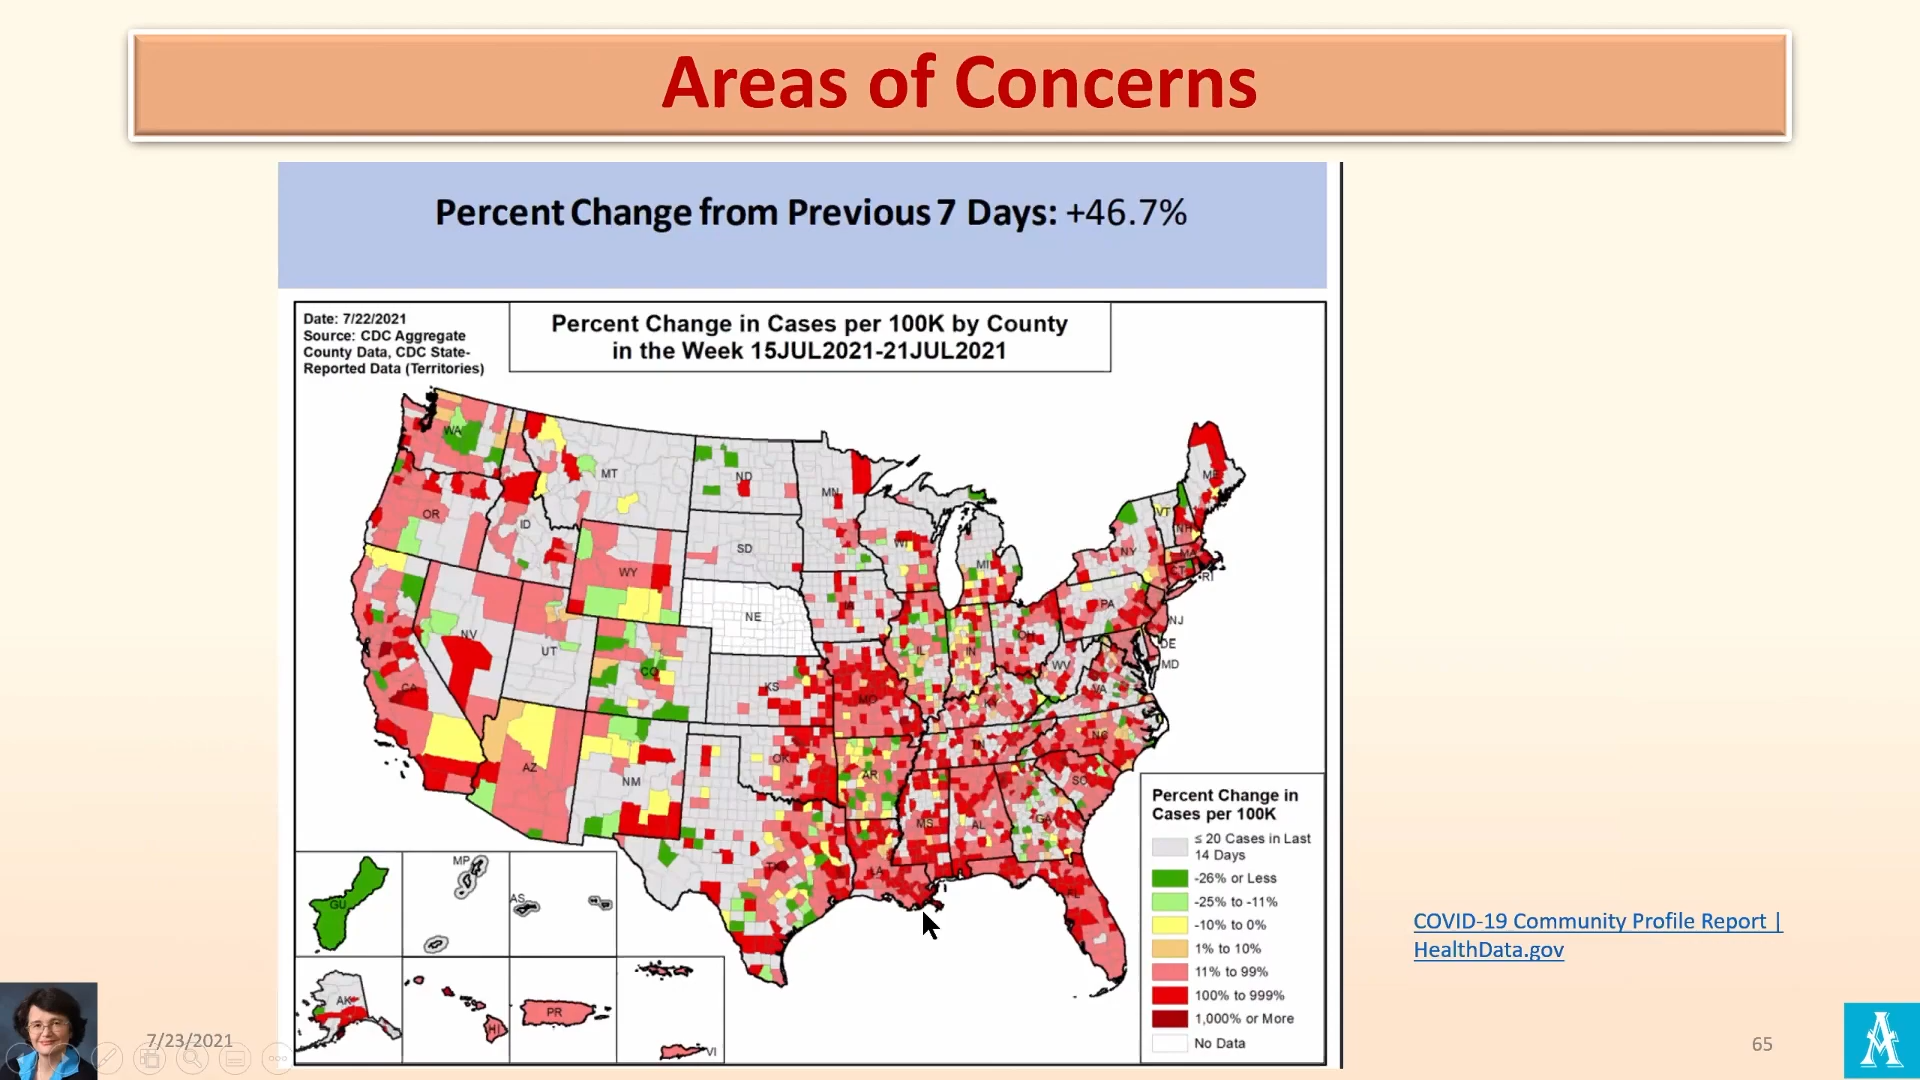 Areas of Concerns
Percent Change from Previous 7 Days: +46.7%
Date: 7/22/2021
Source: CDC Aggregate
County Data, CDC State-
Reported Data (Territories)
Percent Change in Cases per 100K by County
in the Week 15JUL2021-21JUL2021
WA
MT
ND
MN
ME
OR
ID
SD
WI
MI
VT
NH
NY
MA
CT
RI
WY
NE
IA
PA
NJ
NV
UT
CO
IL
IN
OH
DE
MD
WV
VA
CA
KS
MO
KY
AZ
NM
OK
AR
TN
NC
SC
MS
AL
GA
TX
LA
FL
GU
MP
AS
AK
HI
PR
VI
Percent Change in
Cases per 100K
≤ 20 Cases in Last
14 Days
-26% or Less
-25% to -11%
-10% to 0%
1% to 10%
11% to 99%
100% to 999%
1,000% or More
No Data
COVID-19 Community Profile Report |
HealthData.gov
7/23/2021
65
A